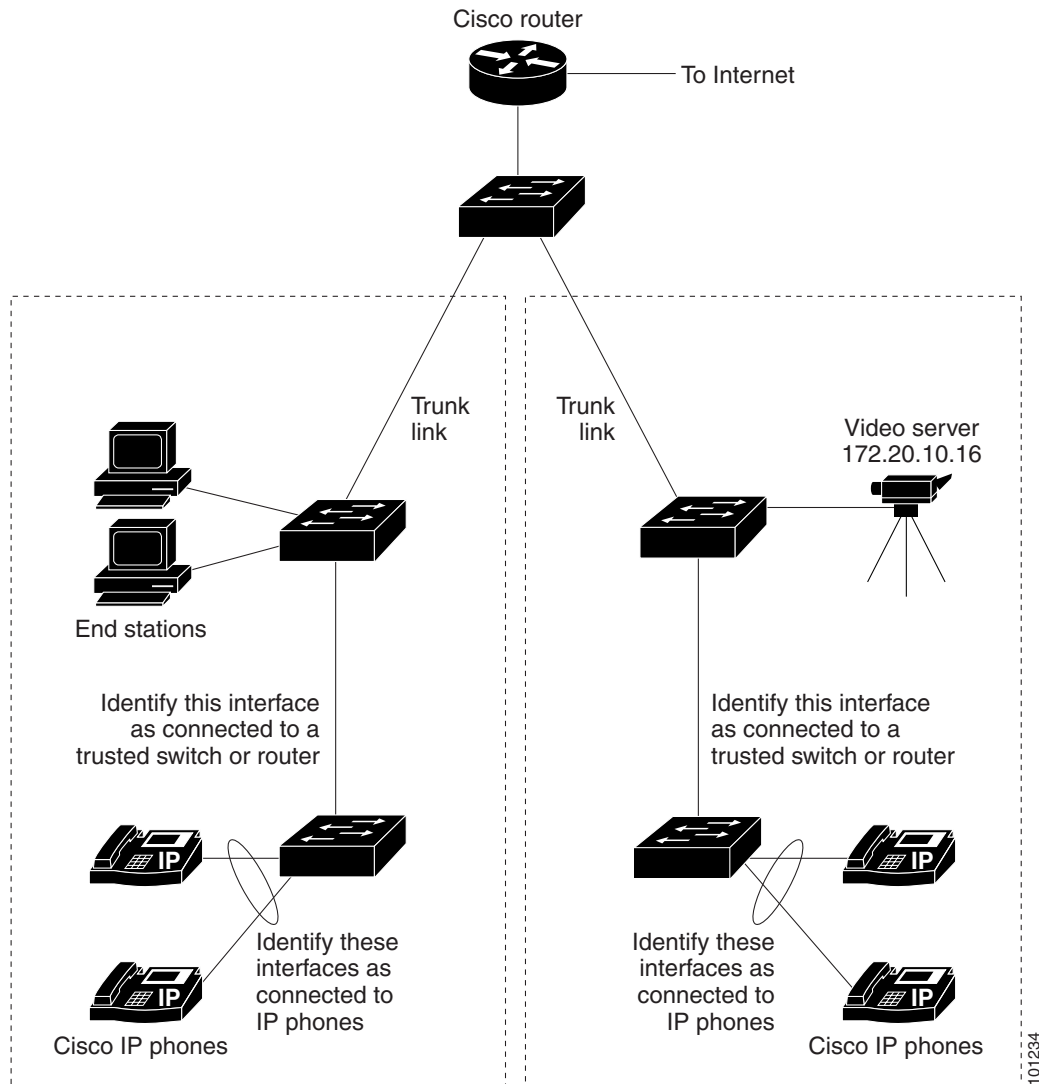 Cisco router
To Internet
Trunk
link
Trunk
link
Video server
172.20.10.16
End stations
Identify this interface
as connected to a
trusted switch or router
Identify this interface
as connected to a
trusted switch or router
IP
IP
Identify these
interfaces as
connected to
IP phones
Cisco IP phones
IP
IP
Identify these
interfaces as
connected to
IP phones
Cisco IP phones
101234